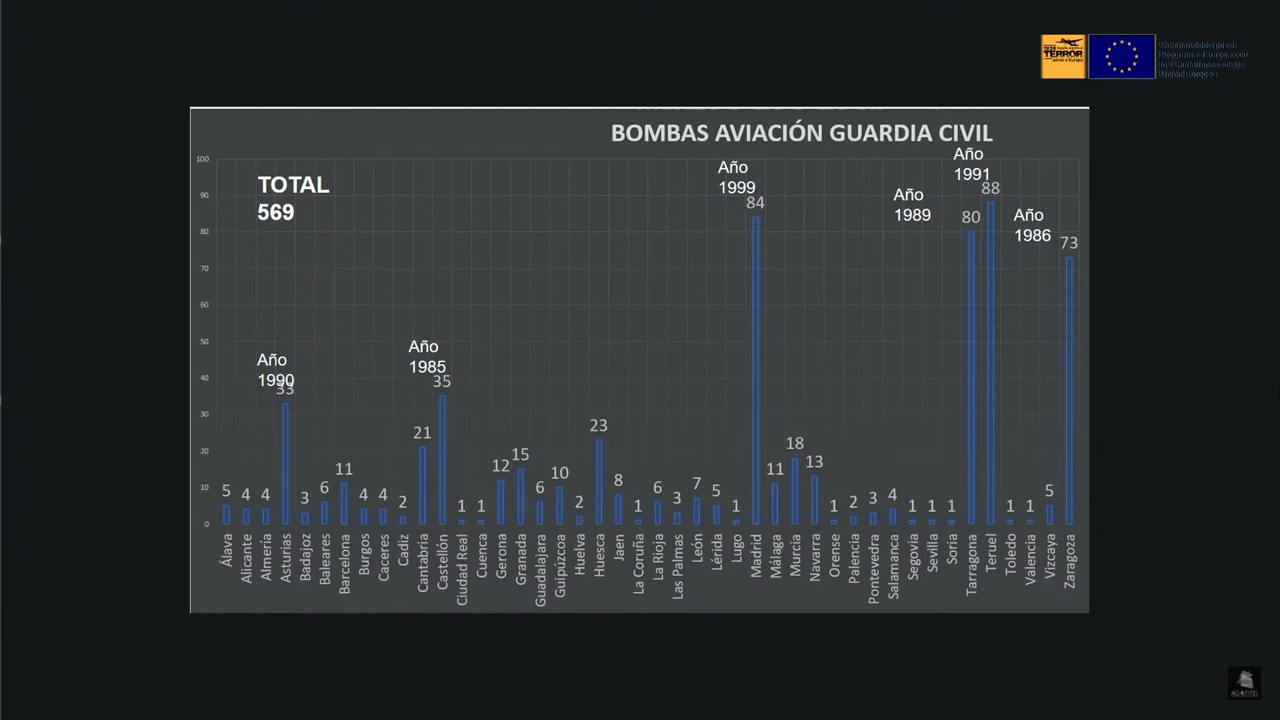 TERROR
BOMBAS AVIACIÓN GUARDIA CIVIL
TOTAL
569
Año
1990
Año
1985
Año
1999
Año
1989
Año
1991
Año
1986
100
90
80
70
60
50
40
30
20
10
0
5
4
4
33
3
6
11
4
4
2
21
35
1
1
12
15
6
10
2
23
8
1
6
3
7
5
1
84
11
18
13
1
2
3
4
1
1
1
80
88
1
1
5
73
Álava
Alicante
Almería
Asturias
Badajoz
Baleares
Barcelona
Burgos
Caceres
Cadiz
Cantabria
Castellón
Ciudad Real
Cuenca
Gerona
Granada
Guadalajara
Guipúzcoa
Huelva
Huesca
Jaen
La Coruña
La Rioja
Las Palmas
León
Lérida
Lugo
Madrid
Málaga
Murcia
Navarra
Orense
Palencia
Pontevedra
Salamanca
Segovia
Sevilla
Soria
Tarragona
Teruel
Toledo
Valencia
Vizcaya
Zaragoza